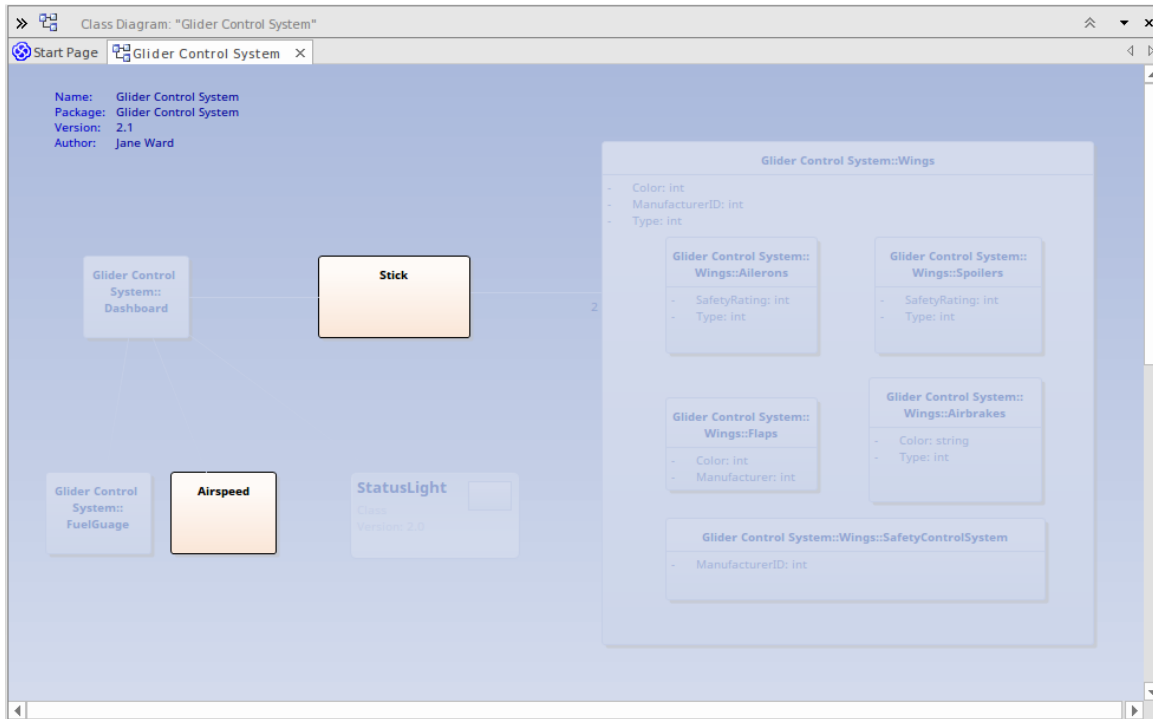 Class Diagram: "Glider Control System"
Start Page
Glider Control System
Name: Glider Control System
Package: Glider Control System
Version: 2.1
Author: Jane Ward
Glider Control System::Wings
- Color: int
- ManufacturerID: int
- Type: int
Glider Control
System::
Dashboard
Stick
2
Glider Control System::
Wings::Ailerons
- SafetyRating: int
- Type: int
Glider Control System::
Wings::Spoilers
- SafetyRating: int
- Type: int
Glider Control System::
Wings::Flaps
- Color: int
- Manufacturer: int
Glider Control System::
Wings::Airbrakes
- Color: string
- Type: int
Glider Control
System::
FuelGuage
Airspeed
StatusLight
Class
Version: 2.0
Glider Control System::Wings::SafetyControlSystem
- ManufacturerID: int